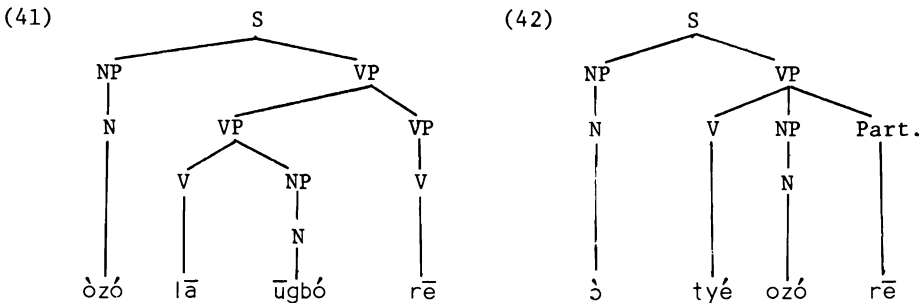 (41) S (42) S
NP VP NP VP
N VP VP N V NP Part.
V NP V N
N
òzó lā ūgbó rē ɔ̀ tyé ozó rē